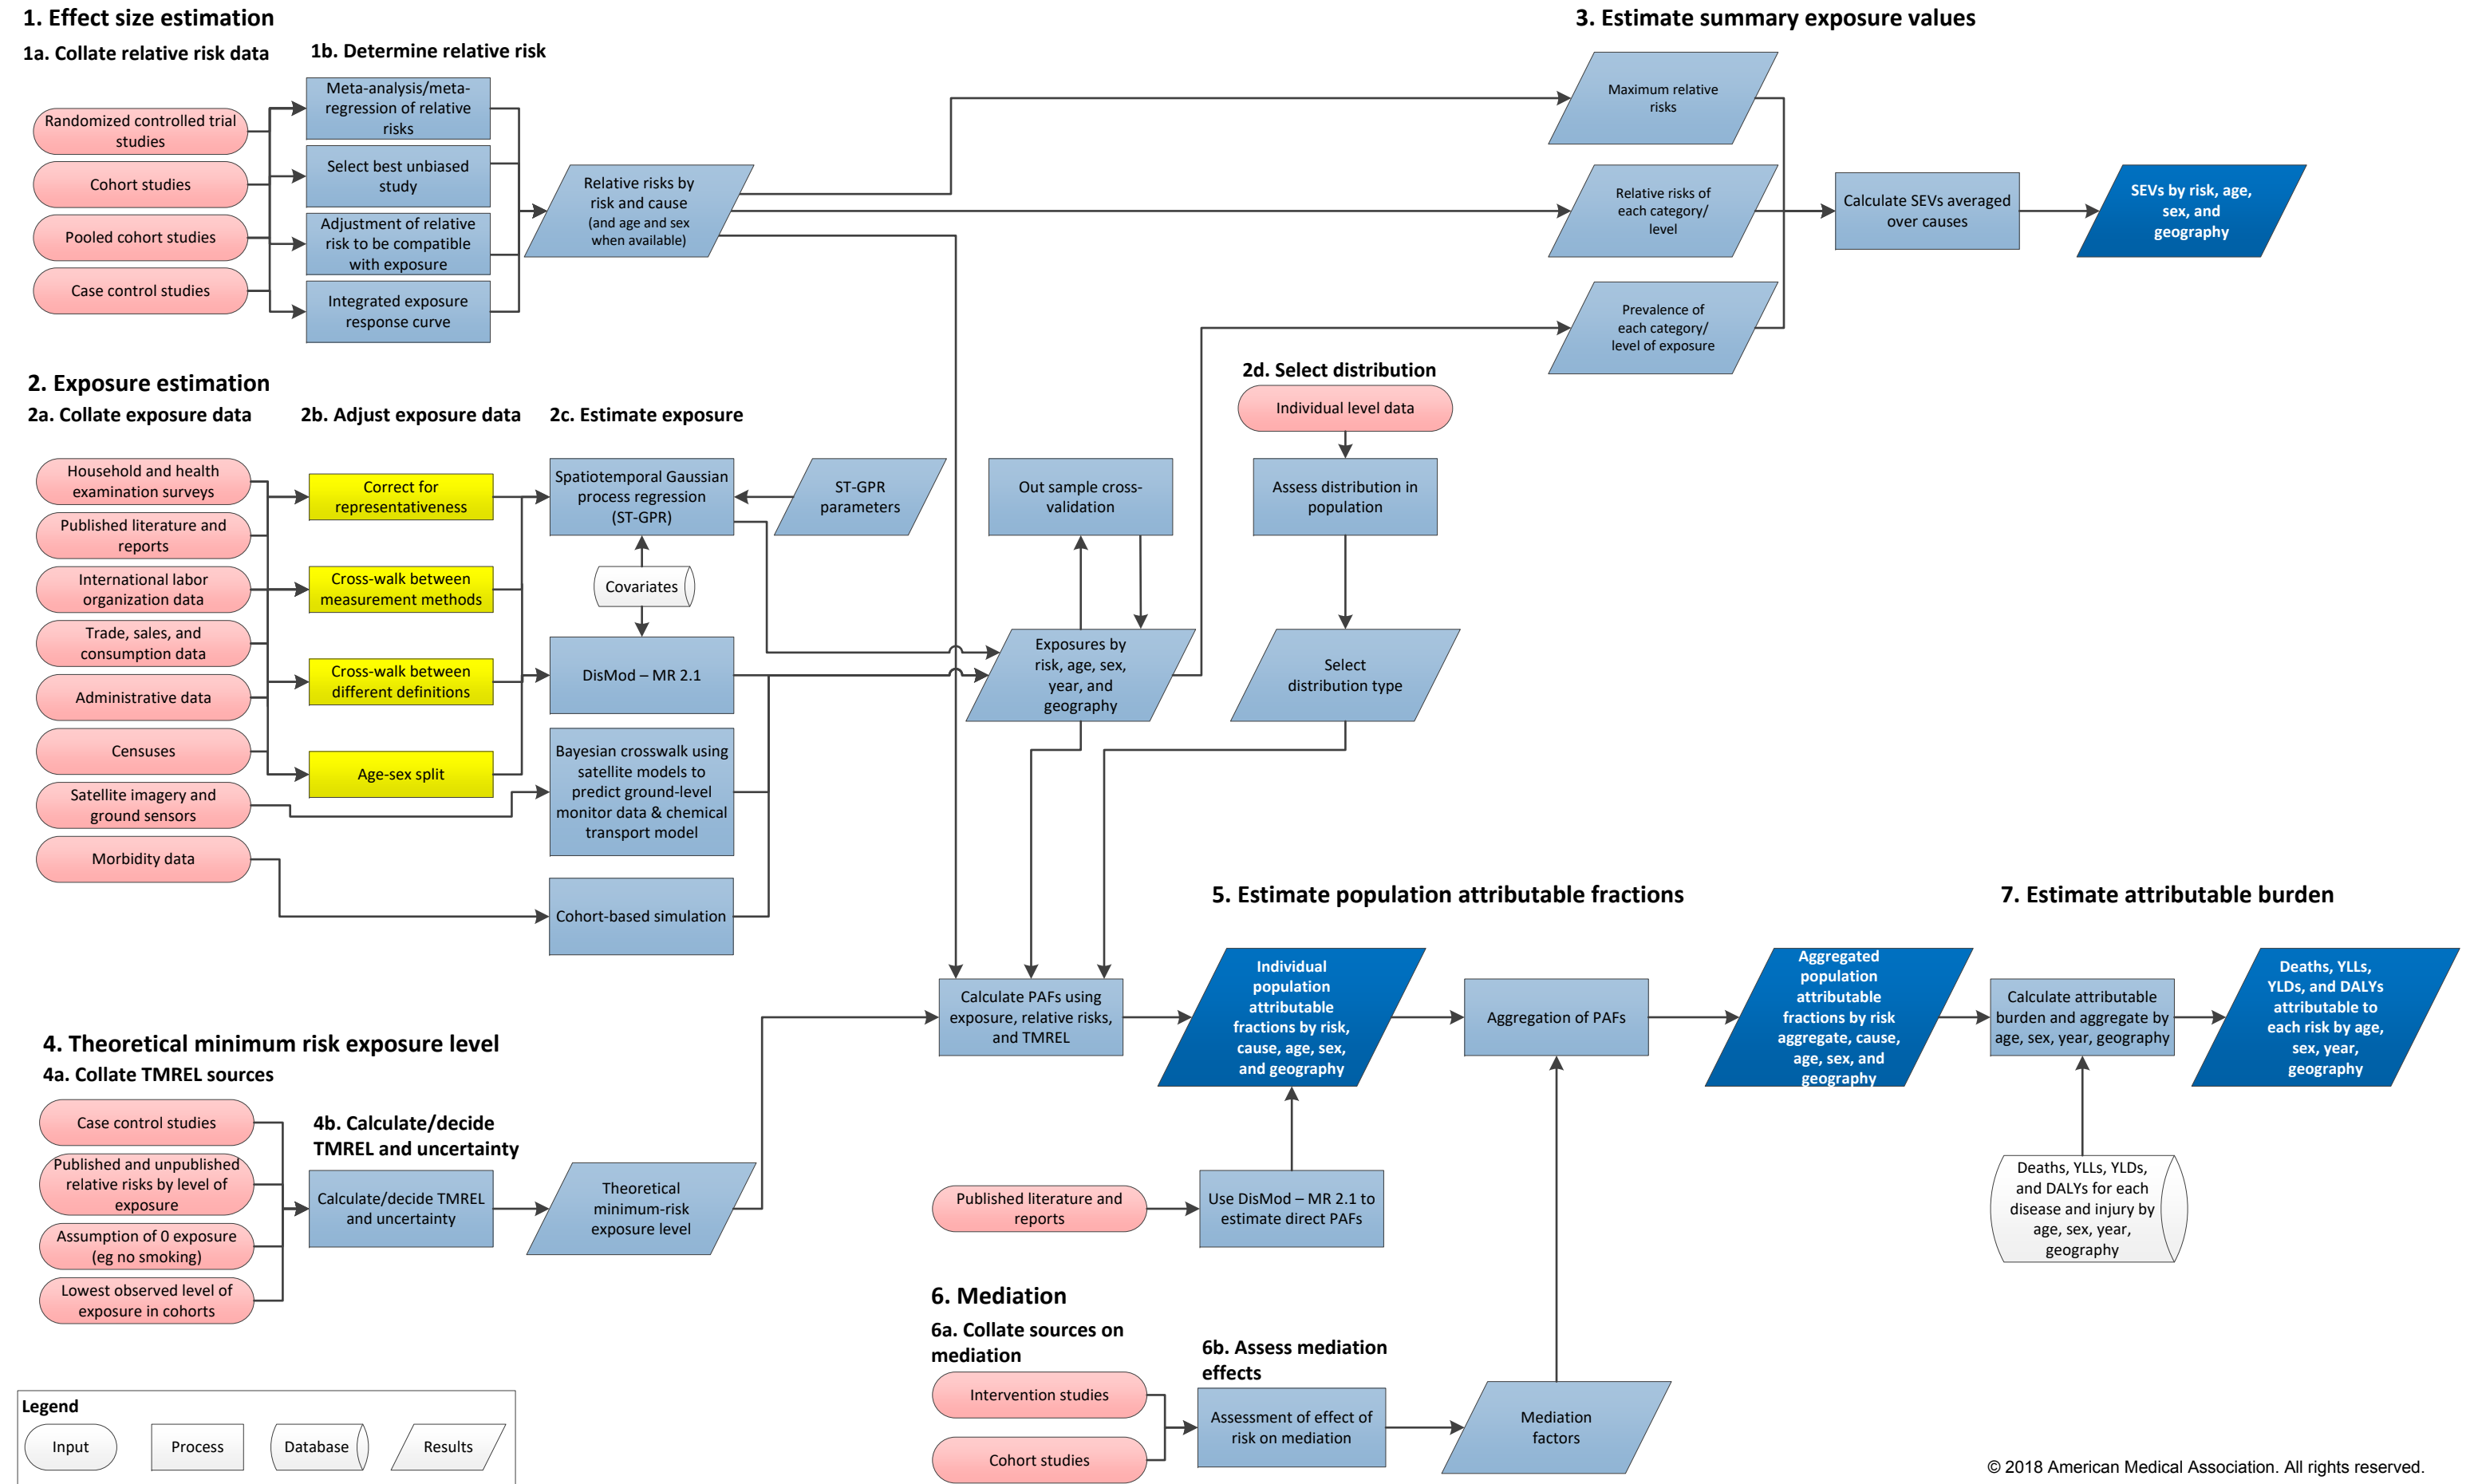 1. Effect size estimation
1a. Collate relative risk data
1b. Determine relative risk
Randomized controlled trial
studies
Cohort studies
Pooled cohort studies
Case control studies
Meta-analysis/meta-
regression of relative
risks
Select best unbiased
study
Adjustment of relative
risk to be compatible
with exposure
Integrated exposure
response curve
Relative risks by
risk and cause
(and age and sex
when available)
3. Estimate summary exposure values
Maximum relative
risks
Relative risks of
each category/
level
Prevalence of
each category/
level of exposure
Calculate SEVs averaged
over causes
SEVs by risk, age,
sex, and
geography
2. Exposure estimation
2a. Collate exposure data
2b. Adjust exposure data
2c. Estimate exposure
2d. Select distribution
Household and health
examination surveys
Published literature and
reports
International labor
organization data
Trade, sales, and
consumption data
Administrative data
Censuses
Satellite imagery and
ground sensors
Morbidity data
Correct for
representativeness
Cross-walk between
measurement methods
Cross-walk between
different definitions
Age-sex split
Spatiotemporal Gaussian
process regression
(ST-GPR)
ST-GPR
parameters
Covariates
DisMod – MR 2.1
Bayesian crosswalk using
satellite models to
predict ground-level
monitor data & chemical
transport model
Cohort-based simulation
Out sample cross-
validation
Exposures by
risk, age, sex,
year, and
geography
Individual level data
Assess distribution in
population
Select
distribution type
4. Theoretical minimum risk exposure level
4a. Collate TMREL sources
4b. Calculate/decide
TMREL and uncertainty
Case control studies
Published and unpublished
relative risks by level of
exposure
Assumption of 0 exposure
(eg no smoking)
Lowest observed level of
exposure in cohorts
Calculate/decide TMREL
and uncertainty
Theoretical
minimum-risk
exposure level
5. Estimate population attributable fractions
Calculate PAFs using
exposure, relative risks,
and TMREL
Individual
population
attributable
fractions by risk,
cause, age, sex,
and geography
Aggregation of PAFs
Aggregated
population
attributable
fractions by risk
aggregate, cause,
age, sex, and
geography
Published literature and
reports
Use DisMod – MR 2.1 to
estimate direct PAFs
7. Estimate attributable burden
Calculate attributable
burden and aggregate by
age, sex, year, geography
Deaths, YLLs,
YLDs, and DALYs
attributable to
each risk by age,
sex, year,
geography
Deaths, YLLs, YLDs,
and DALYs for each
disease and injury by
age, sex, year,
geography
6. Mediation
6a. Collate sources on
mediation
6b. Assess mediation
effects
Intervention studies
Cohort studies
Assessment of effect of
risk on mediation
Mediation
factors
Legend
Input
Process
Database
Results
© 2018 American Medical Association. All rights reserved.